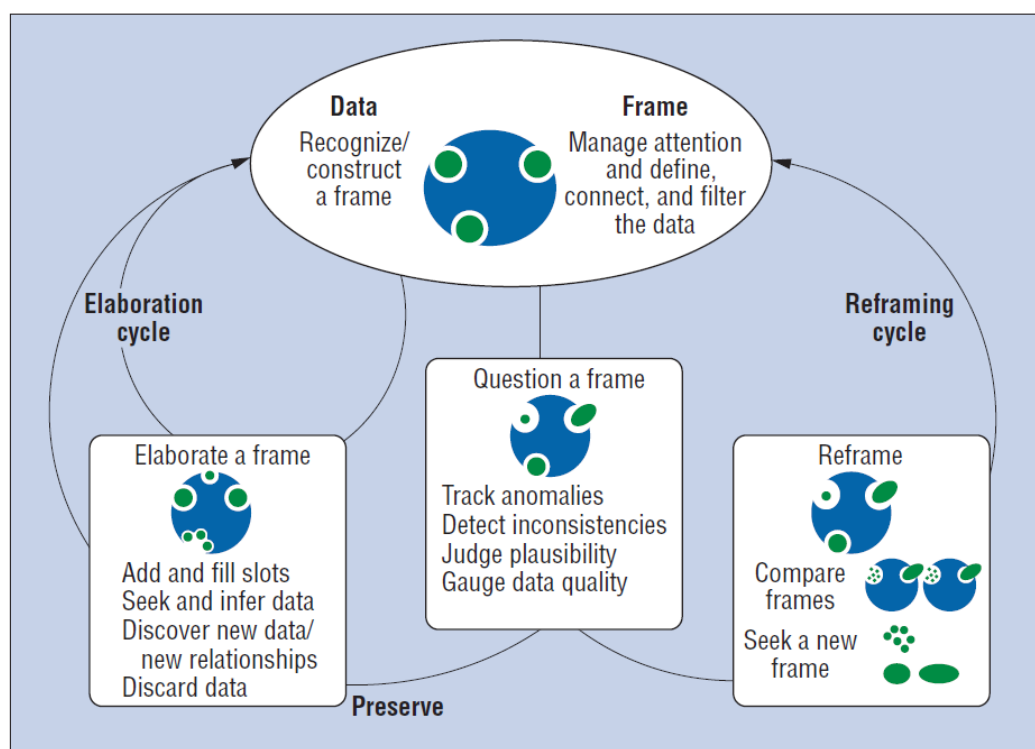 Data
Recognize/
construct
a frame
Frame
Manage attention
and define,
connect, and filter
the data
Elaboration
cycle
Reframing
cycle
Question a frame
Track anomalies
Detect inconsistencies
Judge plausibility
Gauge data quality
Elaborate a frame
Add and fill slots
Seek and infer data
Discover new data/
new relationships
Discard data
Reframe
Compare
frames
Seek a new
frame
Preserve